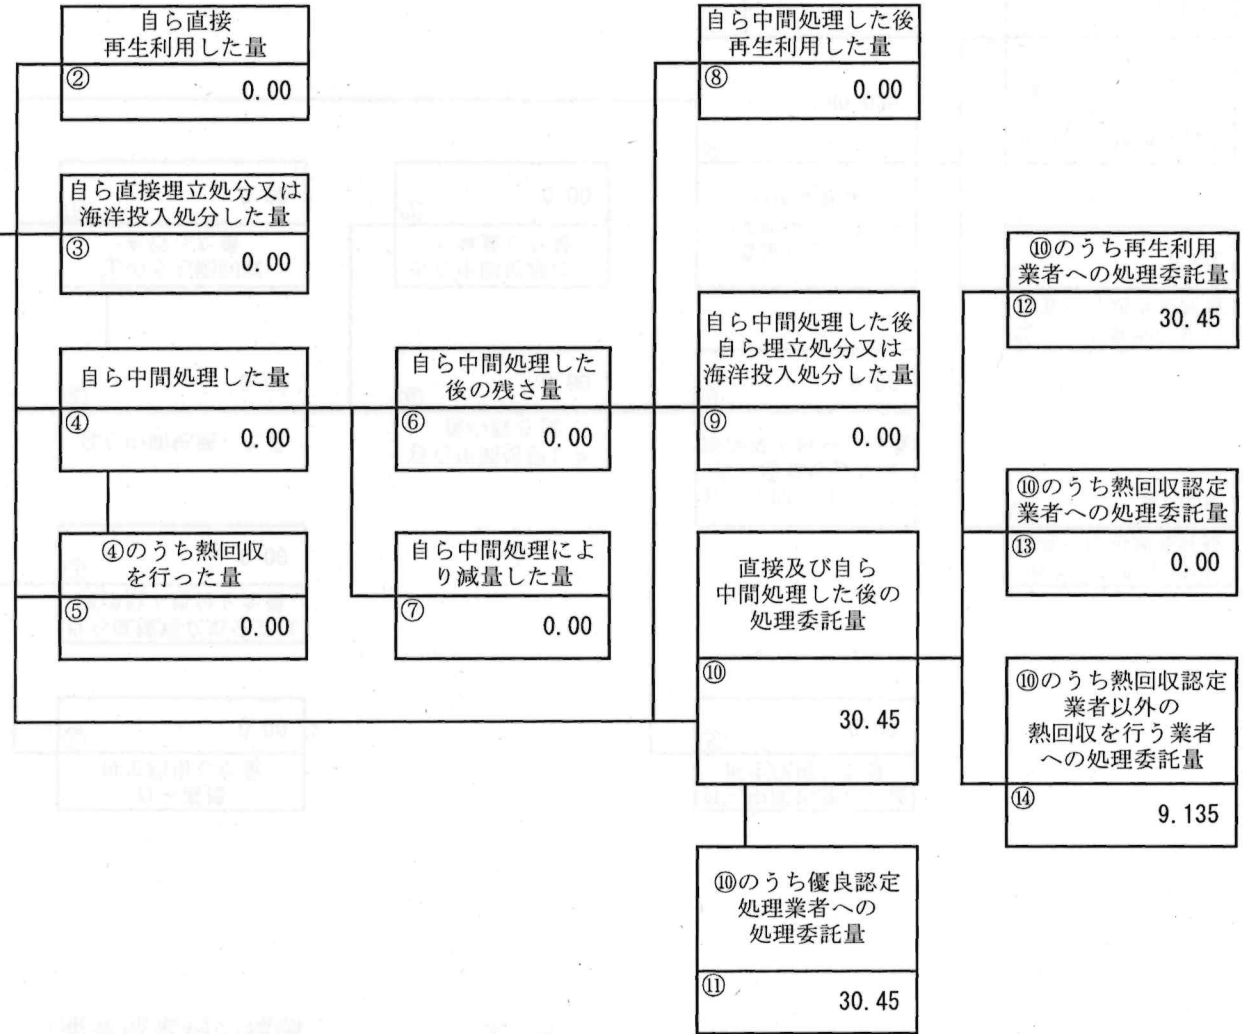 自ら直接
再生利用した量
②
0.00
自ら直接埋立処分又は
海洋投入処分した量
③
0.00
自ら中間処理した量
④
0.00
④のうち熱回収
を行った量
⑤
0.00
自ら中間処理した
後の残さ量
⑥
0.00
自ら中間処理によ
り減量した量
⑦
0.00
自ら中間処理した後
再生利用した量
⑧
0.00
自ら中間処理した後
自ら埋立処分又は
海洋投入処分した量
⑨
0.00
直接及び自ら
中間処理した後の
処理委託量
⑩
30.45
⑩のうち優良認定
処理業者への
処理委託量
⑪
30.45
⑩のうち再生利用
業者への処理委託量
⑫
30.45
⑩のうち熱回収認定
業者への処理委託量
⑬
0.00
⑩のうち熱回収認定
業者以外の
熱回収を行う業者
への処理委託量
⑭
9.135